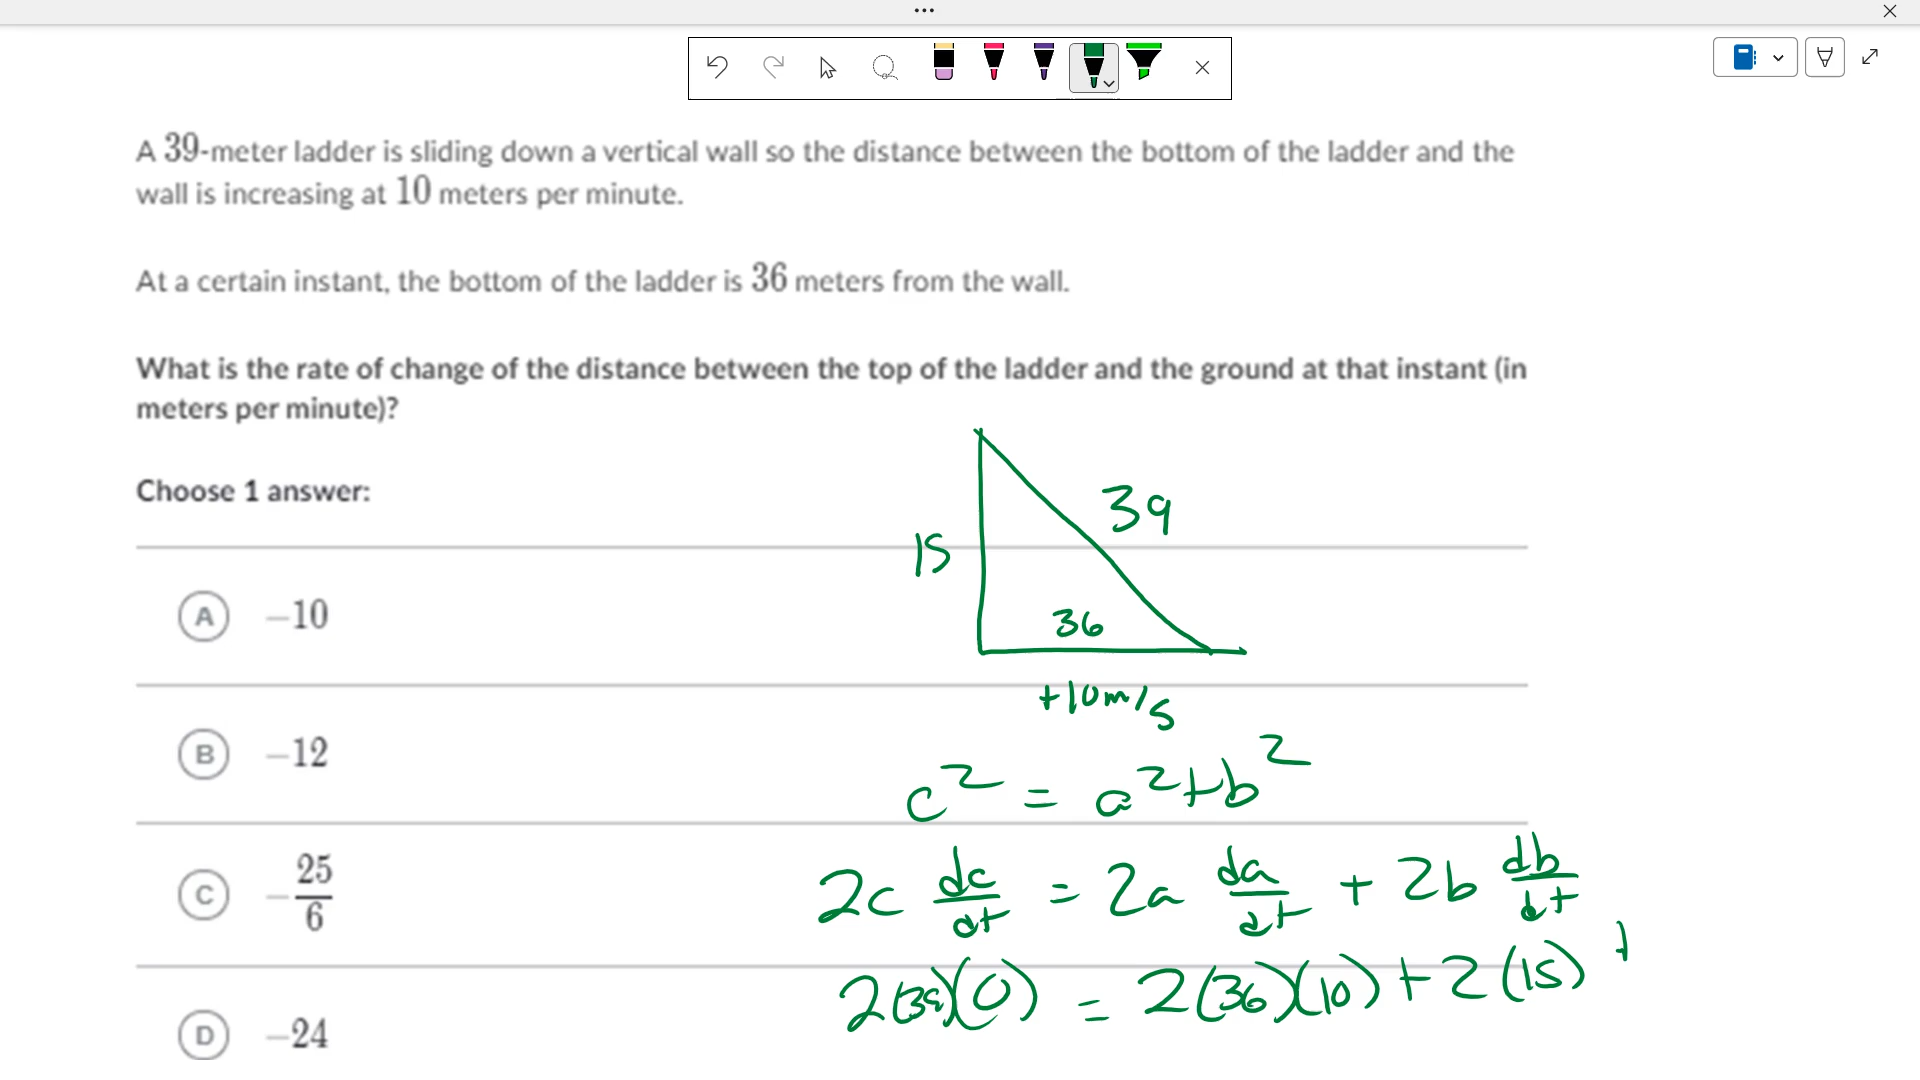 A 39-meter ladder is sliding down a vertical wall so the distance between the bottom of the ladder and the
wall is increasing at 10 meters per minute.
At a certain instant, the bottom of the ladder is 36 meters from the wall.
What is the rate of change of the distance between the top of the ladder and the ground at that instant (in
meters per minute)?
Choose 1 answer:
A −10
B −12
C −25/6
D −24
39
15
36
+10m/s
c² = a²+b²
2c dc/dt = 2a da/dt + 2b db/dt
2(39)(0) = 2(36)(10)+2(15)